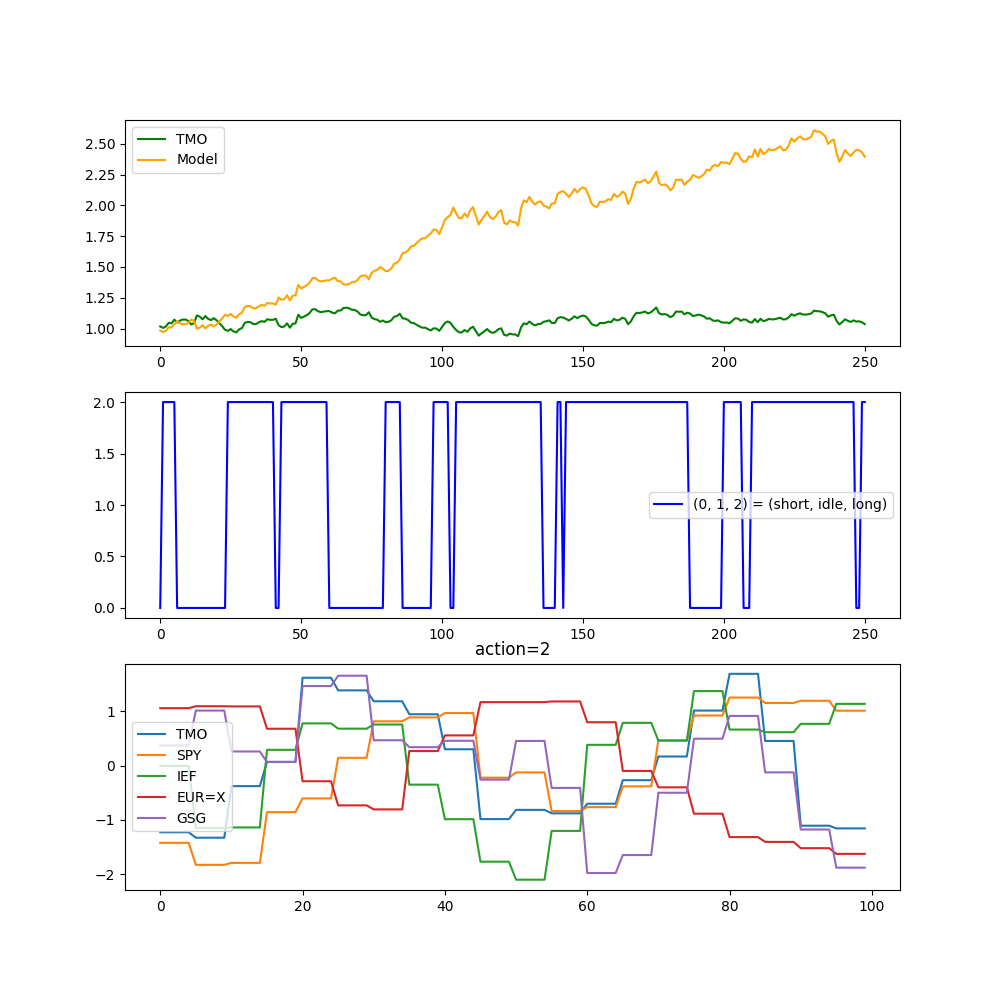 TMO
Model
2.50
2.25
2.00
1.75
1.50
1.25
1.00
0 50 100 150 200 250
2.0
1.5
1.0
0.5
0.0
(0, 1, 2) = (short, idle, long)
0 50 100 150 200 250
action=2
1
0
−1
−2
TMO
SPY
IEF
EUR=X
GSG
0 20 40 60 80 100